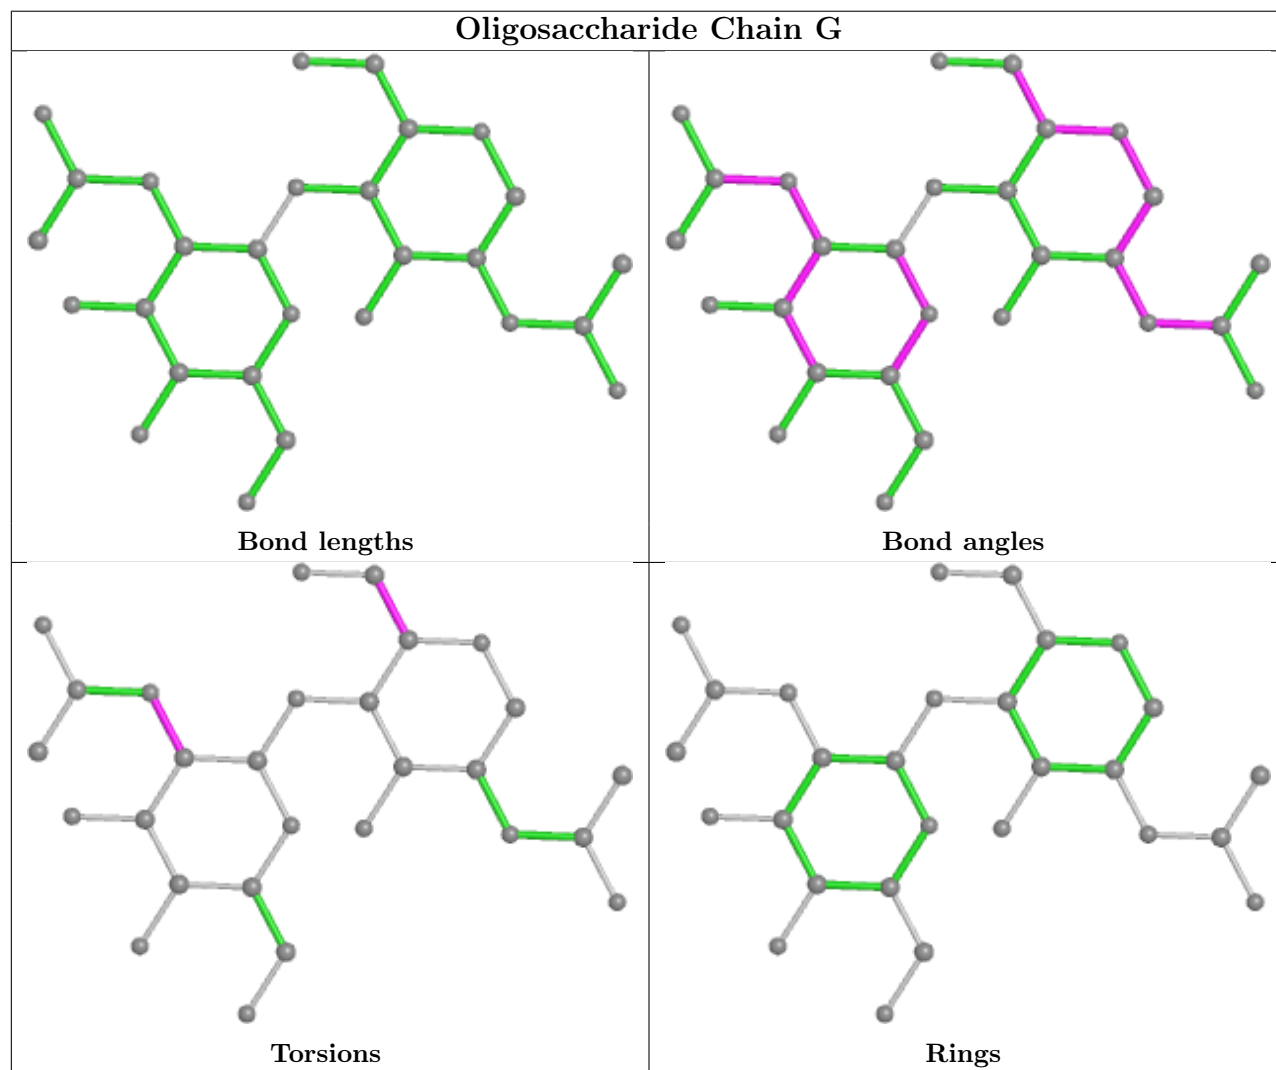 Oligosaccharide Chain G
Bond lengths
Bond angles
Torsions
Rings